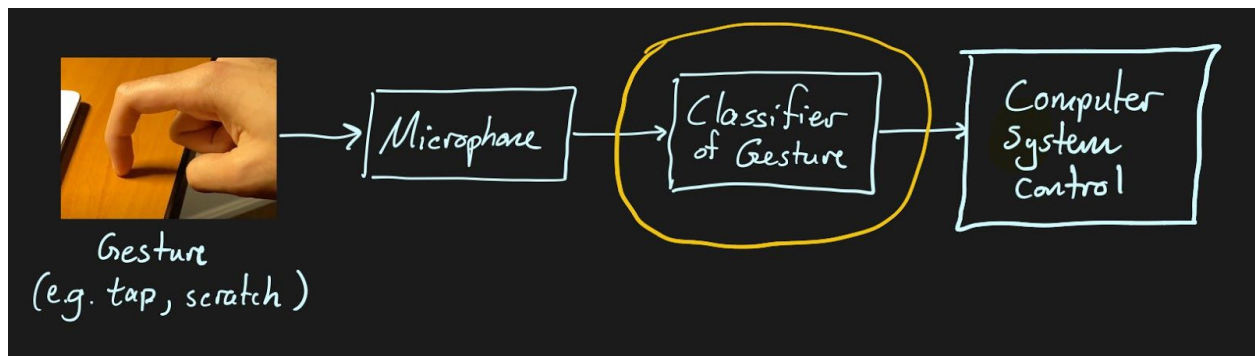 Gesture
(e.g. tap, scratch)
Microphone
Classifier
of Gesture
Computer
System
Control